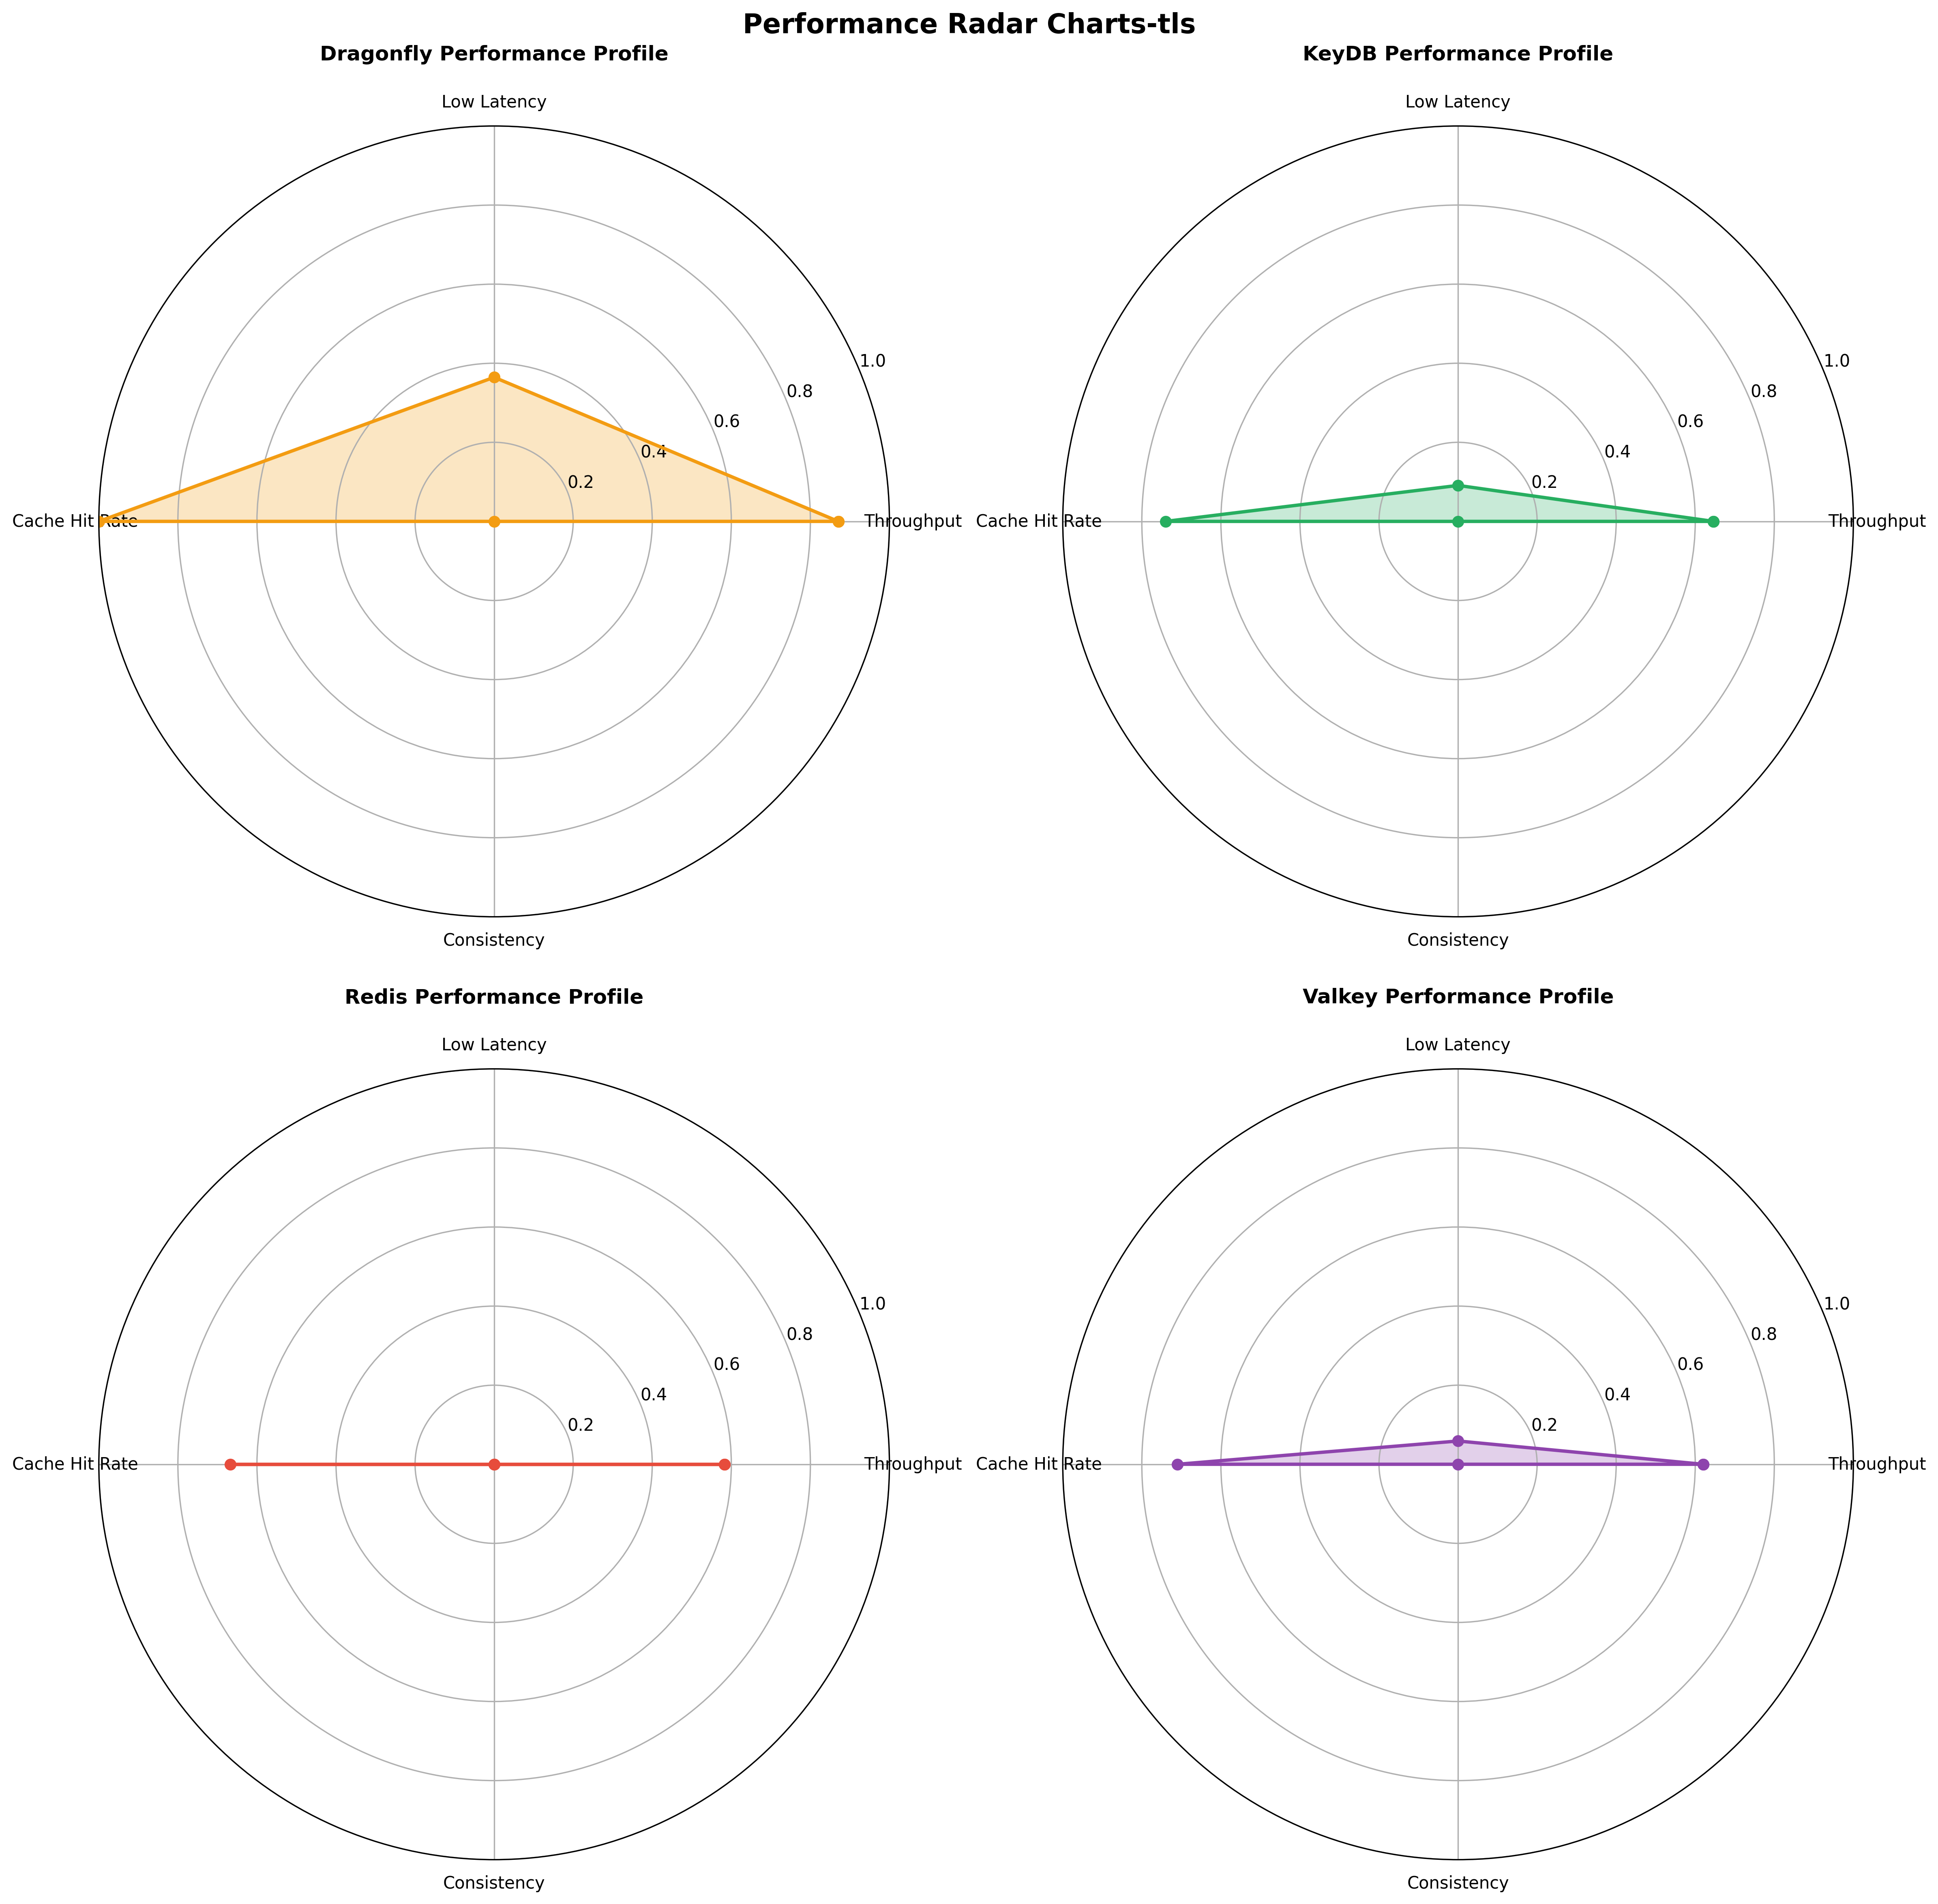 Performance Radar Charts-tls
Dragonfly Performance Profile
Low Latency
1.0
0.8
0.6
0.4
0.2
Cache Hit Rate
Throughput
Consistency
KeyDB Performance Profile
Low Latency
1.0
0.8
0.6
0.4
0.2
Cache Hit Rate
Throughput
Consistency
Redis Performance Profile
Low Latency
1.0
0.8
0.6
0.4
0.2
Cache Hit Rate
Throughput
Consistency
Valkey Performance Profile
Low Latency
1.0
0.8
0.6
0.4
0.2
Cache Hit Rate
Throughput
Consistency